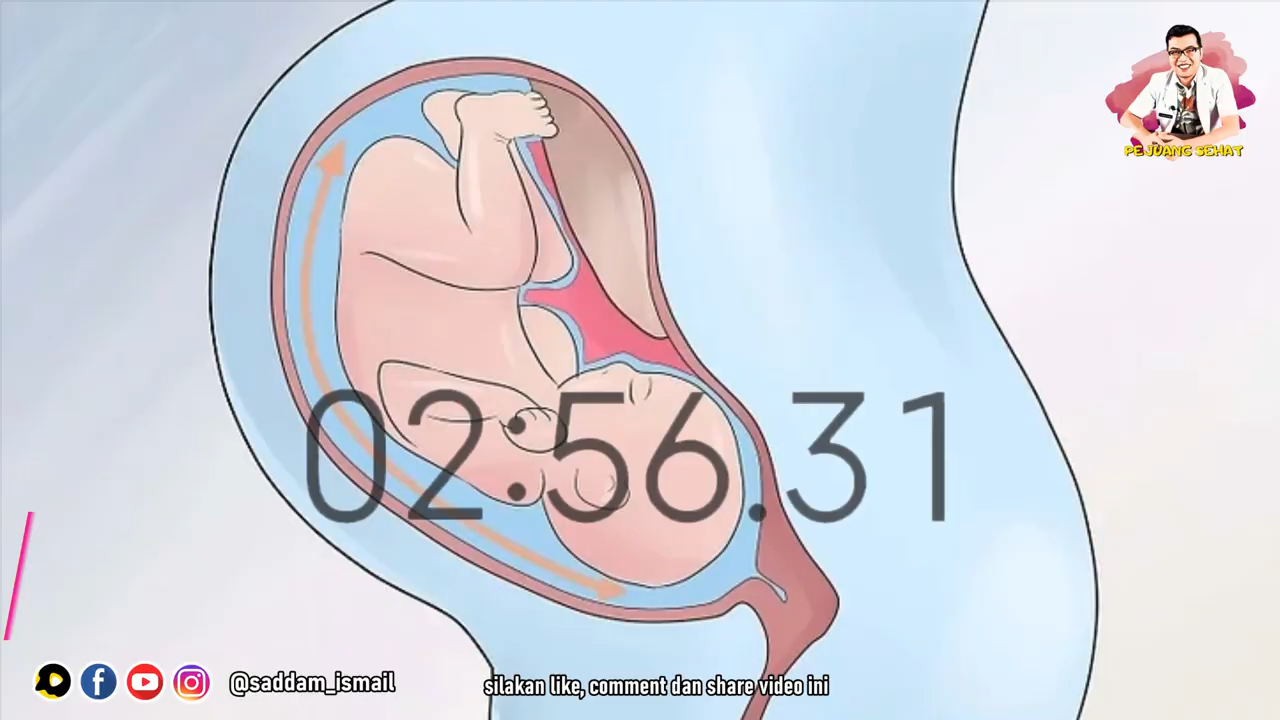 PEJUANG SEHAT
02:56.31
@saddam_ismail
silakan like, comment dan share video ini